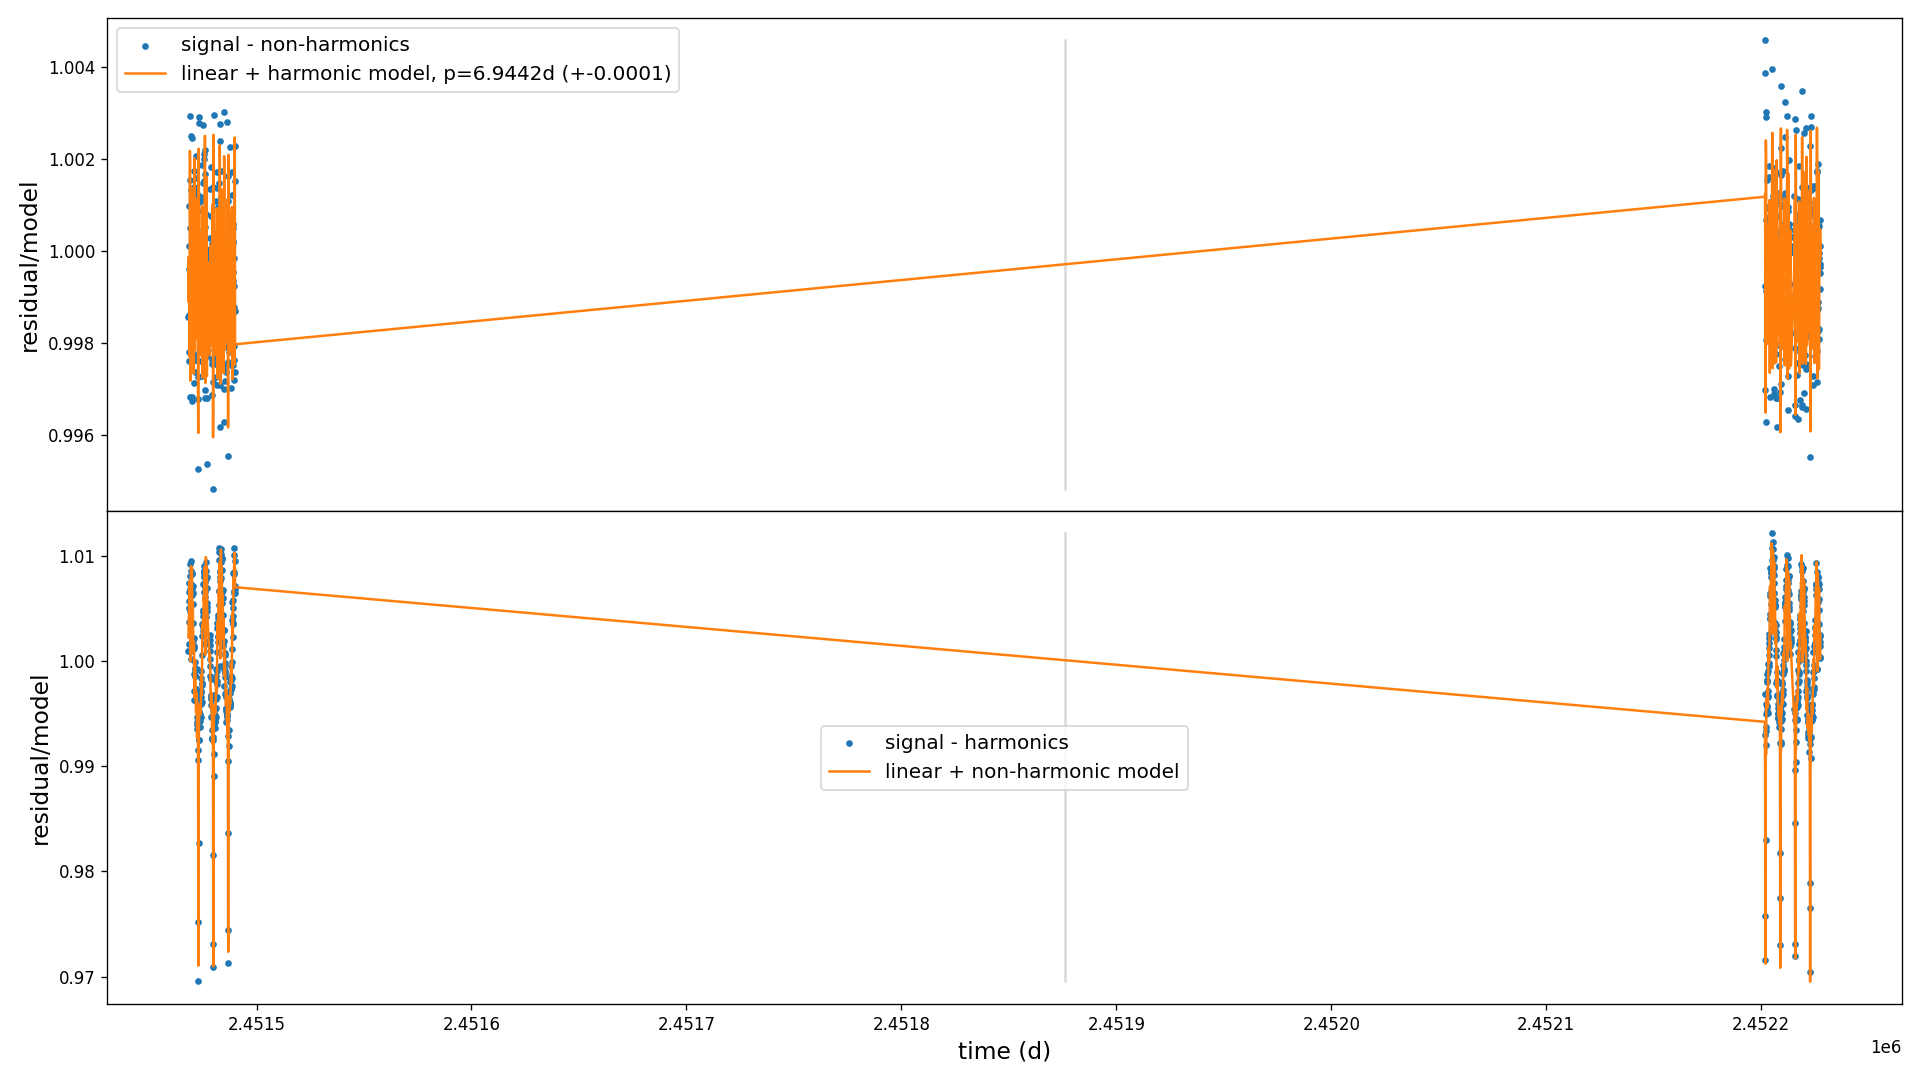 signal - non-harmonics
linear + harmonic model, p=6.9442d (+-0.0001)
residual/model
1.004
1.002
1.000
0.998
0.996
signal - harmonics
linear + non-harmonic model
residual/model
1.01
1.00
0.99
0.98
0.97
2.4515
2.4516
2.4517
2.4518
2.4519
2.4520
2.4521
2.4522
time (d)
1e6